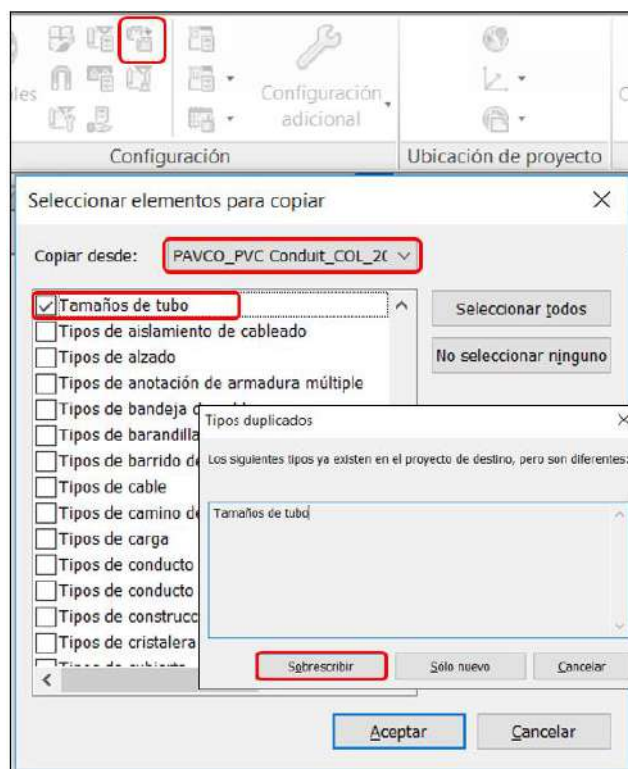 les
Configuración
adicional
Configuración
Ubicación de proyecto
Seleccionar elementos para copiar
Copiar desde:
PAVCO_PVC Conduit_COL_2(
Tamaños de tubo
Tipos de aislamiento de cableado
Tipos de alzado
Tipos de anotación de armadura múltiple
Tipos de bandeja d
Tipos de barandilla
Tipos de barrido de
Tipos de cable
Tipos de camino de
Tipos de carga
Tipos de conducto
Tipos de conducto
Tipos de construcc
Tipos de cristalera
Seleccionar todos
No seleccionar ninguno
Tipos duplicados
Los siguientes tipos ya existen en el proyecto de destino, pero son diferentes:
Tamaños de tubo
Sobrescribir
Sólo nuevo
Cancelar
Aceptar
Cancelar